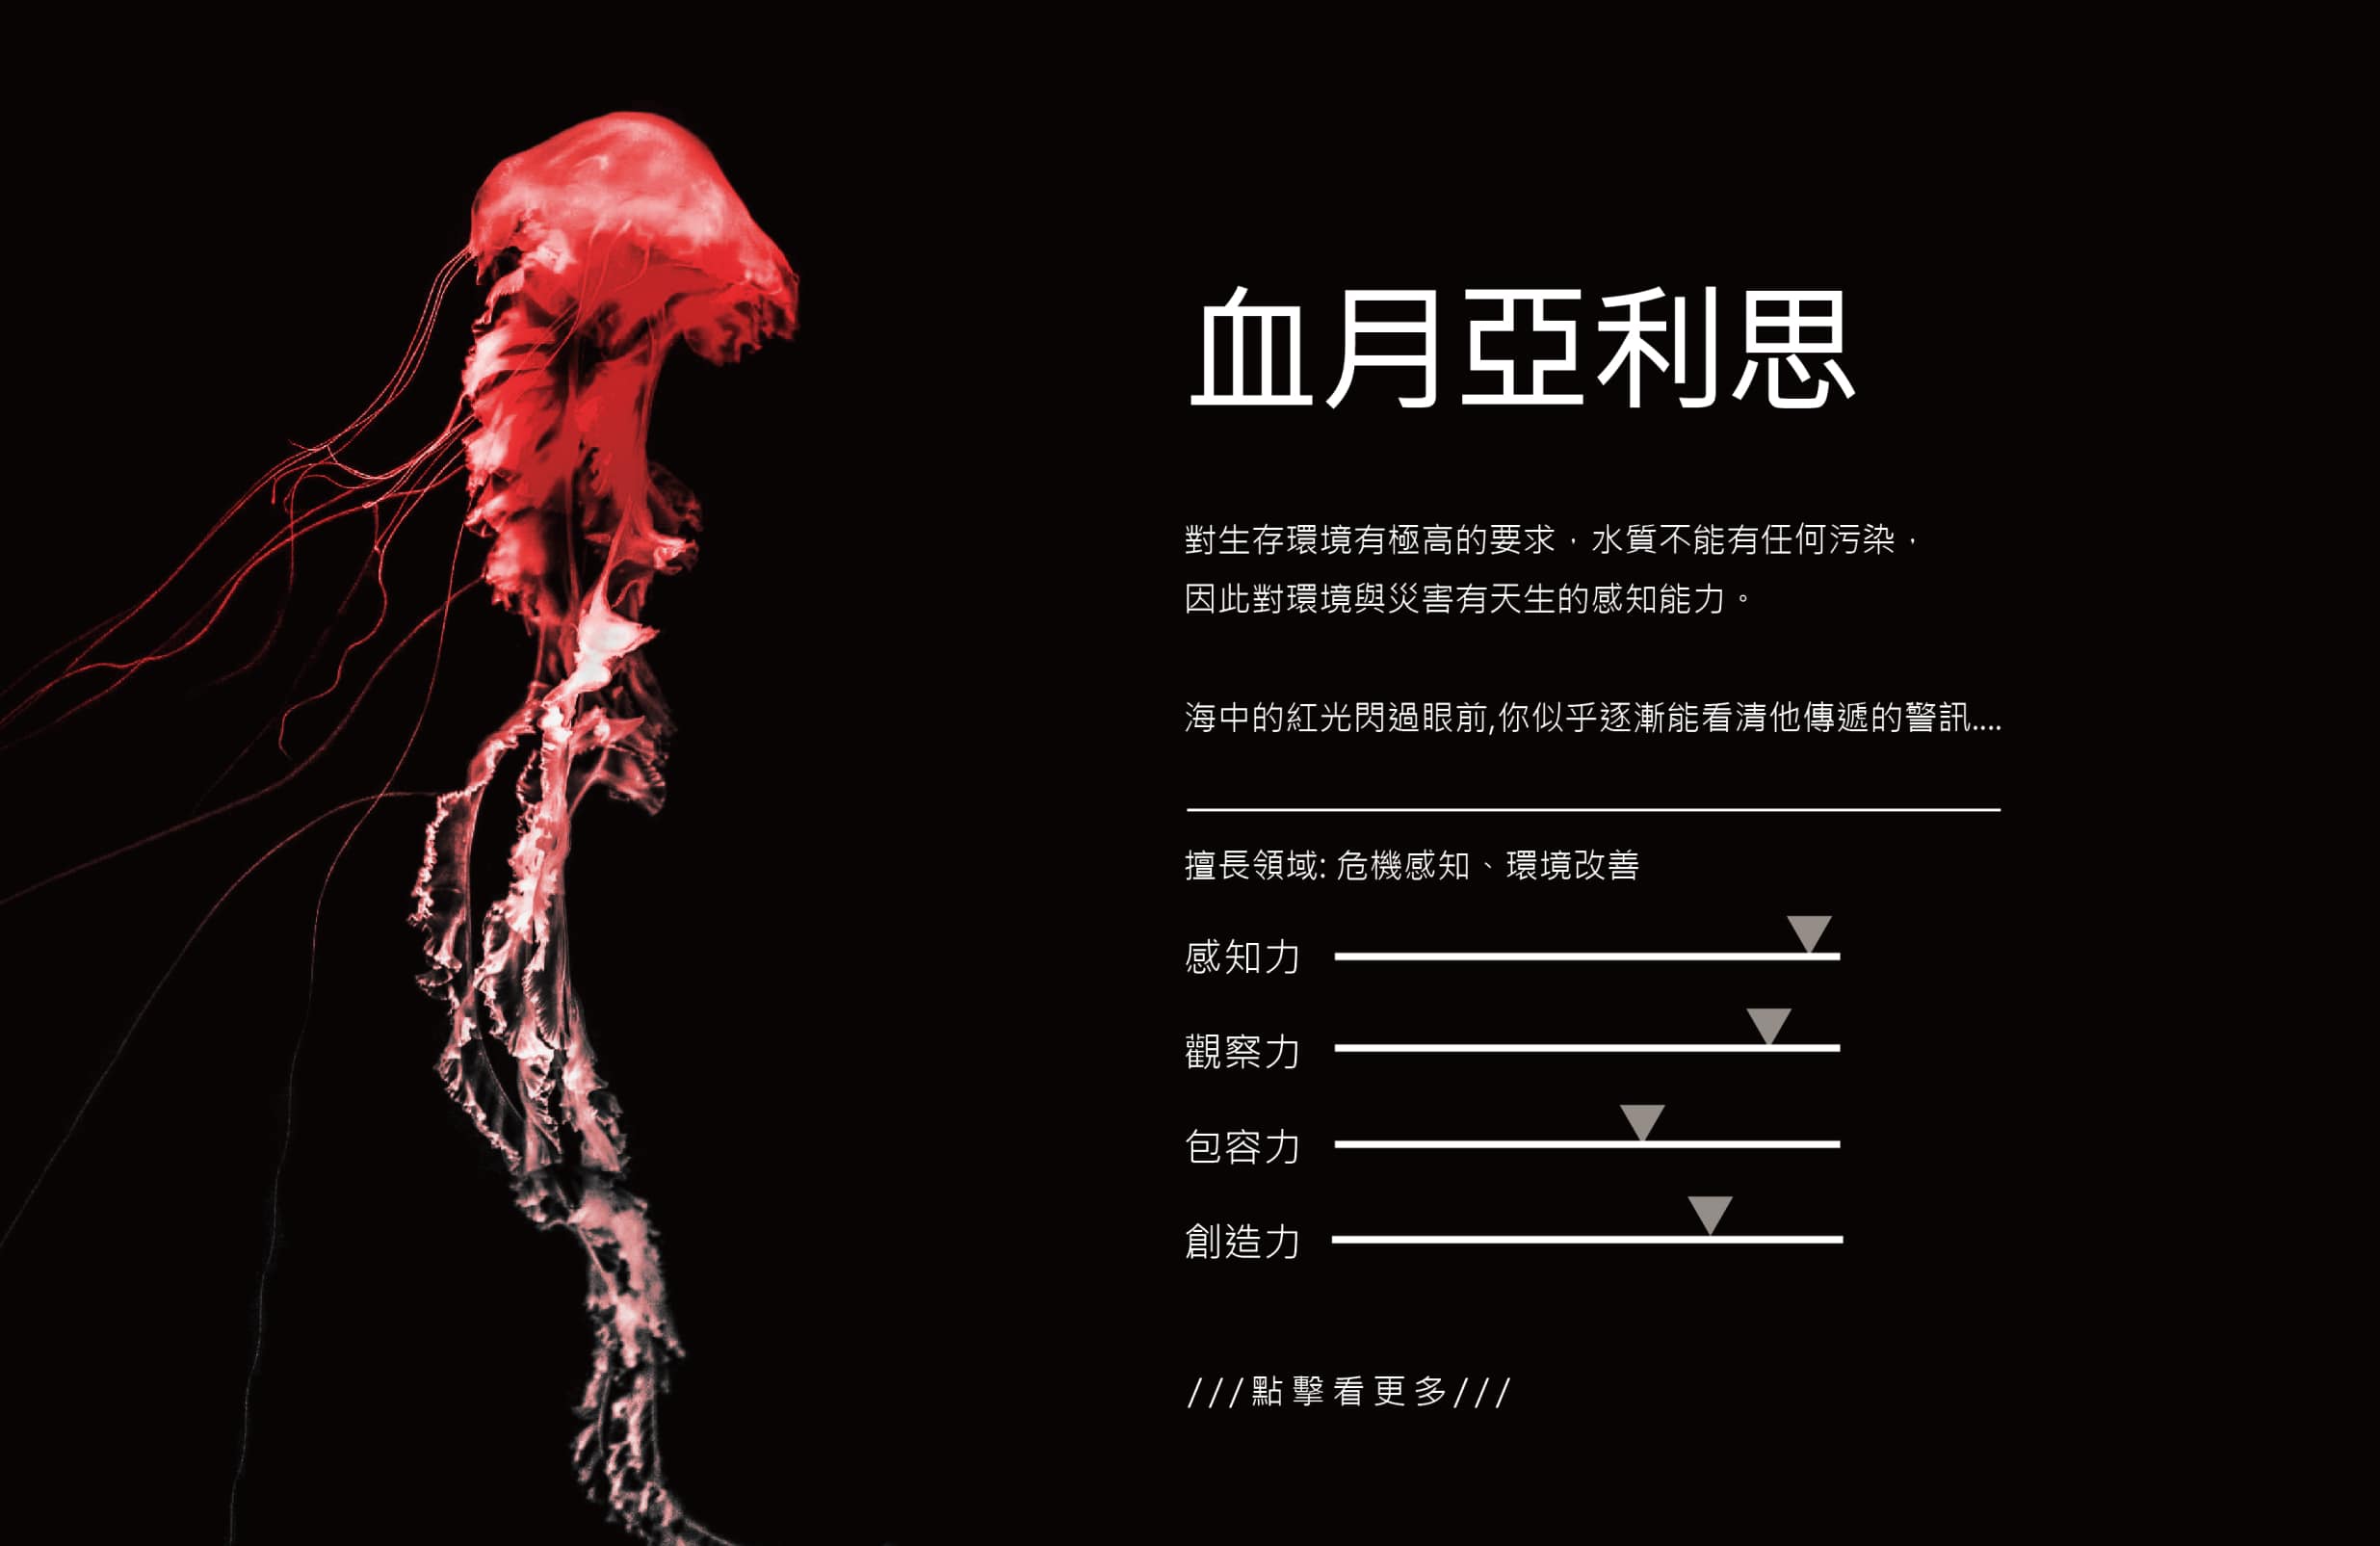 血月亞利思
對生存環境有極高的要求，水質不能有任何污染，
因此對環境與災害有天生的感知能力。
海中的紅光閃過眼前,你似乎逐漸能看清他傳遞的警訊....
擅長領域: 危機感知、環境改善
感知力
觀察力
包容力
創造力
///點擊看更多///